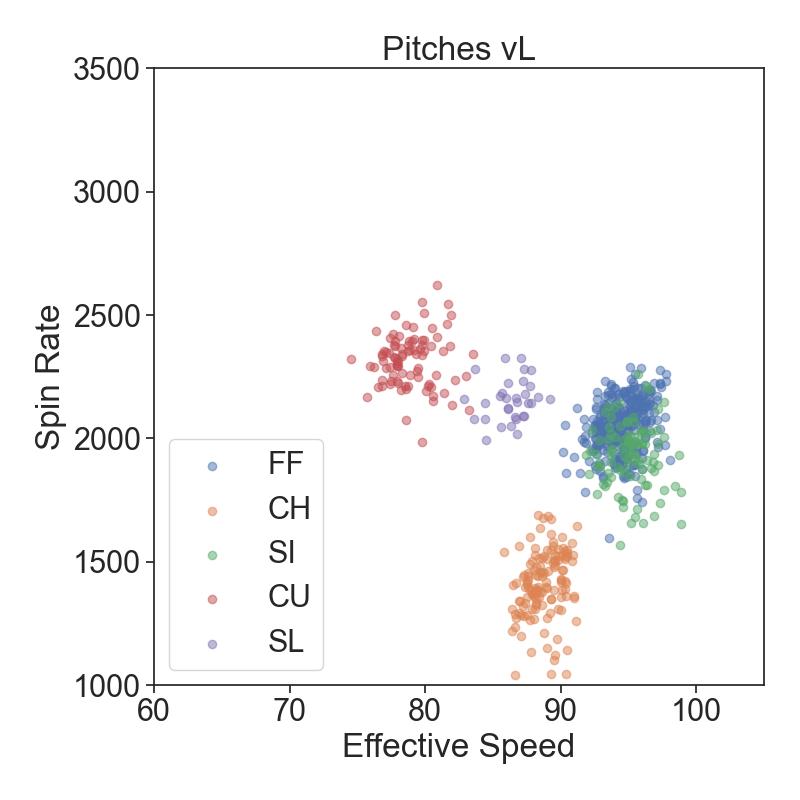 Pitches vL
3500
3000
2500
2000
1500
1000
Spin Rate
FF
CH
SI
CU
SL
60 70 80 90 100
Effective Speed